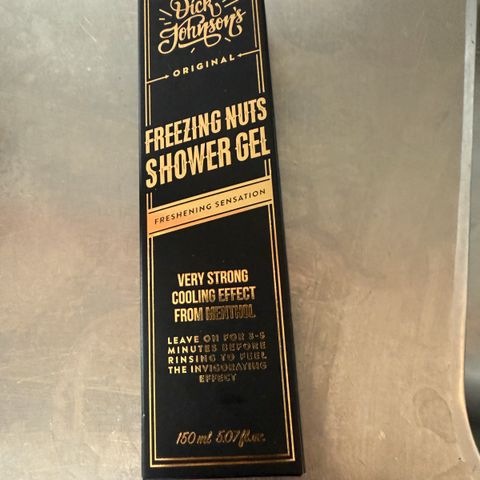 Dick
Johnson's
ORIGINAL
FREEZING NUTS
SHOWER GEL
FRESHENING SENSATION
VERY STRONG
COOLING EFFECT
FROM MENTHOL
LEAVE ON FOR 3-5
MINUTES BEFORE
RINSING TO FEEL
THE INVIGORATING
EFFECT
150 ml 5.07 fl.oz.